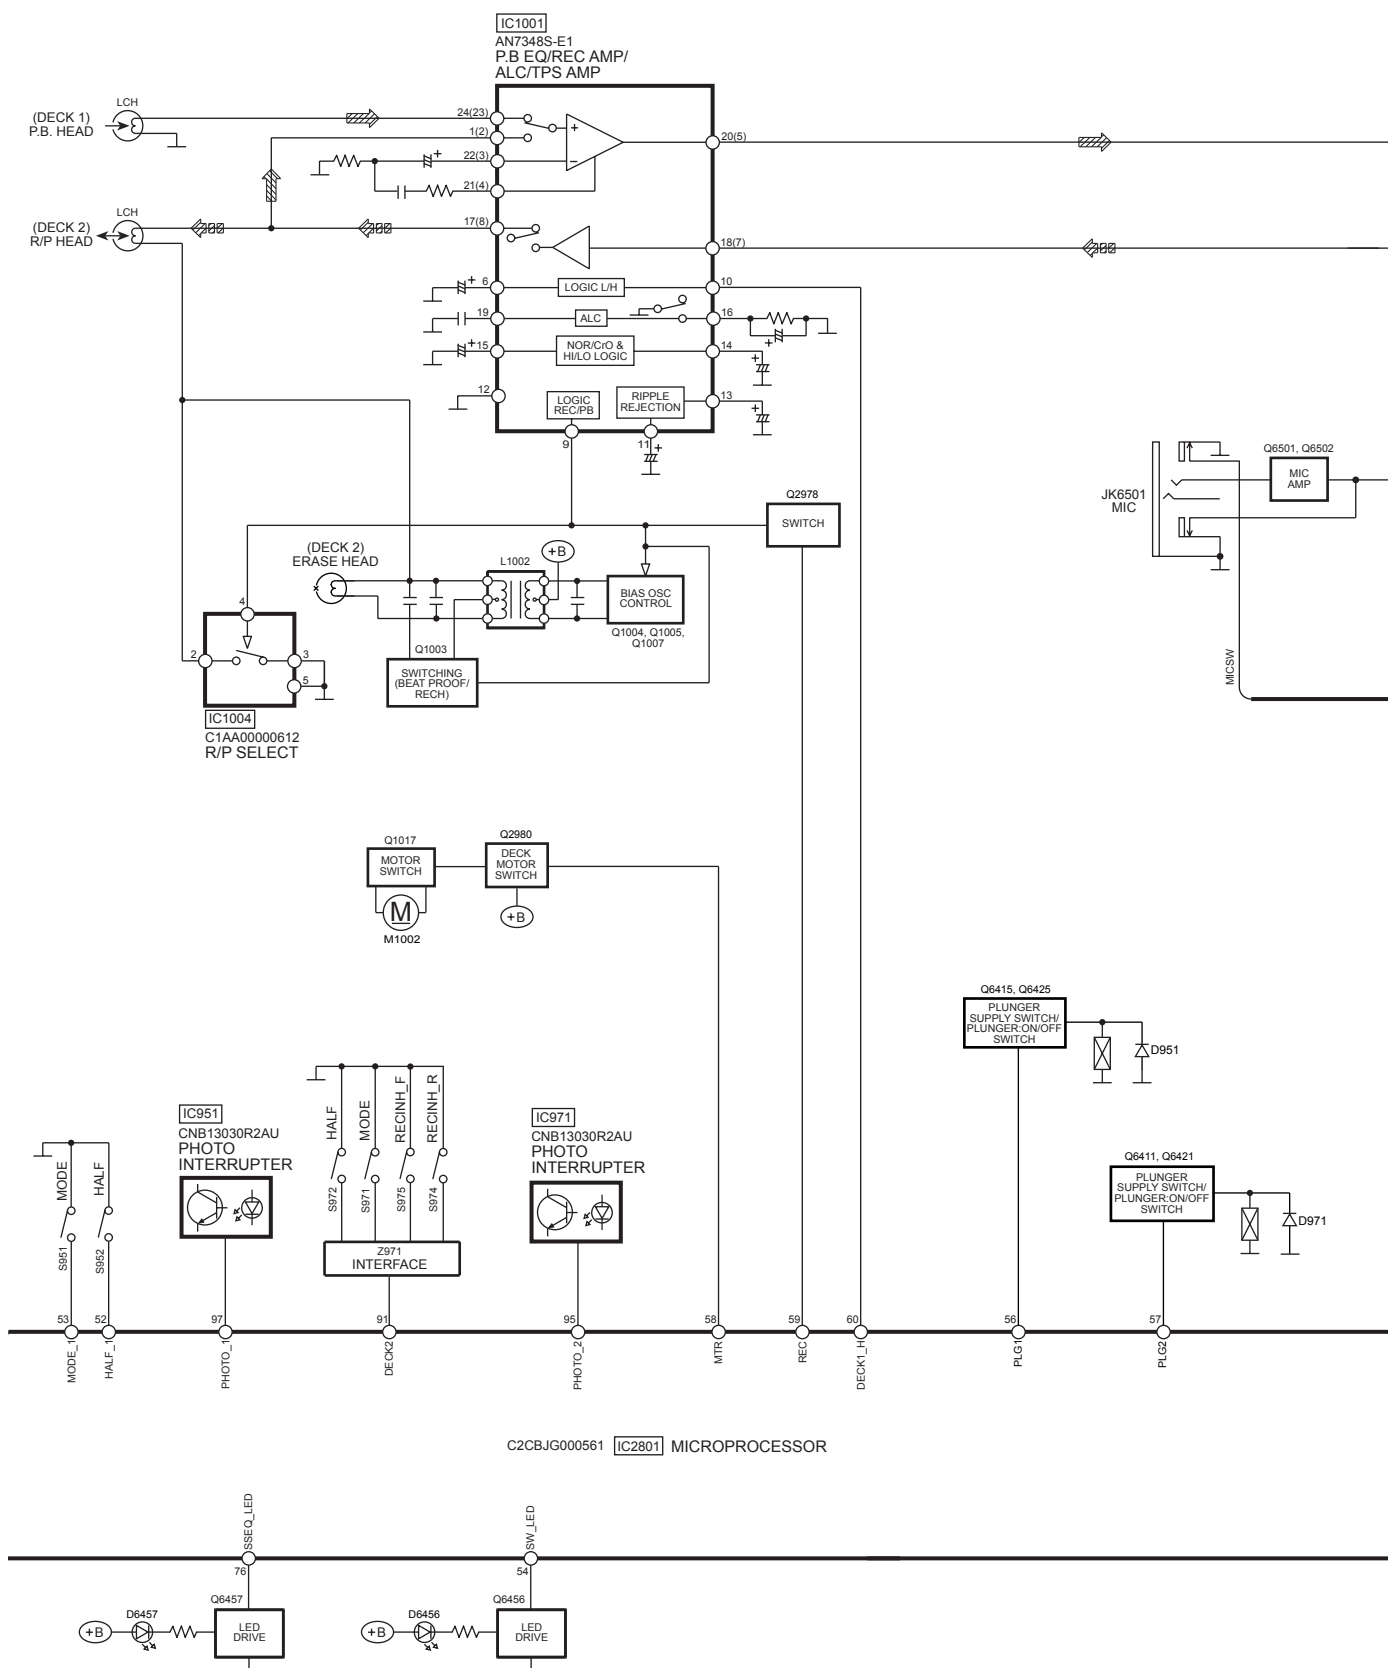 IC1001
AN7348S-E1
P.B EQ/REC AMP/
ALC/TPS AMP
LCH
(DECK 1)
P.B. HEAD
24(23)
1(2)
22(3)
21(4)
+
−
+
20(5)
LCH
(DECK 2)
R/P HEAD
17(8)
18(7)
6
+
LOGIC L/H
10
19
ALC
16
+
15
+
NOR/CrO &
HI/LO LOGIC
14
+
12
LOGIC
REC/PB
RIPPLE
REJECTION
13
+
9
11
+
Q6501, Q6502
MIC
AMP
JK6501
MIC
MICSW
Q2978
SWITCH
(DECK 2)
ERASE HEAD
L1002
+B
BIAS OSC
CONTROL
Q1004, Q1005,
Q1007
4
2
3
5
Q1003
SWITCHING
(BEAT PROOF/
RECH)
IC1004
C1AA00000612
R/P SELECT
Q1017
MOTOR
SWITCH
Q2980
DECK
MOTOR
SWITCH
M
M1002
+B
Q6415, Q6425
PLUNGER
SUPPLY SWITCH/
PLUNGER:ON/OFF
SWITCH
D951
IC951
CNB13030R2AU
PHOTO
INTERRUPTER
HALF
MODE
RECINH_F
RECINH_R
IC971
CNB13030R2AU
PHOTO
INTERRUPTER
MODE
HALF
S951
S952
S972
S971
S975
S974
Z971
INTERFACE
Q6411, Q6421
PLUNGER
SUPPLY SWITCH/
PLUNGER:ON/OFF
SWITCH
D971
53
52
97
91
95
58
59
60
56
57
MODE_1
HALF_1
PHOTO_1
DECK2
PHOTO_2
MTR
REC
DECK1_H
PLG1
PLG2
C2CBJG000561 IC2801 MICROPROCESSOR
SSEQ_LED
SW_LED
76
54
Q6457
Q6456
+B
D6457
LED
DRIVE
+B
D6456
LED
DRIVE